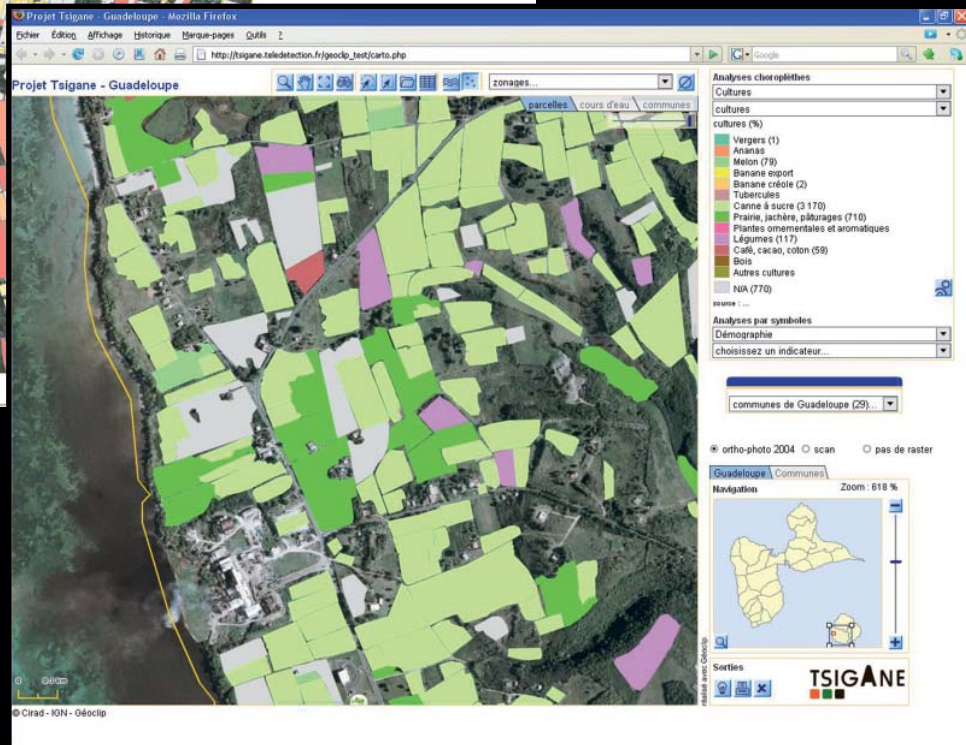 Projet Tsigane - Guadeloupe - Mozilla Firefox
Fichier Édition Affichage Historique Marque-pages Outils ?
http://tsigane.teledetection.fr/geoclip_test/carto.php
Google
Projet Tsigane - Guadeloupe
zonages...
parcelles cours d'eau communes
Analyses choroplèthes
Cultures
cultures
cultures (%)
Vergers (1)
Ananas
Melon (79)
Banane export
Banane créole (2)
Tubercules
Canne à sucre (3 170)
Prairie, jachère, pâturages (710)
Plantes ornementales et aromatiques
Légumes (117)
Café, cacao, coton (59)
Bois
Autres cultures
N/A (770)
source : ...
Analyses par symboles
Démographie
choisissez un indicateur...
communes de Guadeloupe (29)...
ortho-photo 2004 scan pas de raster
Guadeloupe Communes
Navigation Zoom : 618 %
réalisé avec Géoclip
Sorties
TSIGANE
© Cirad - IGN - Géoclip